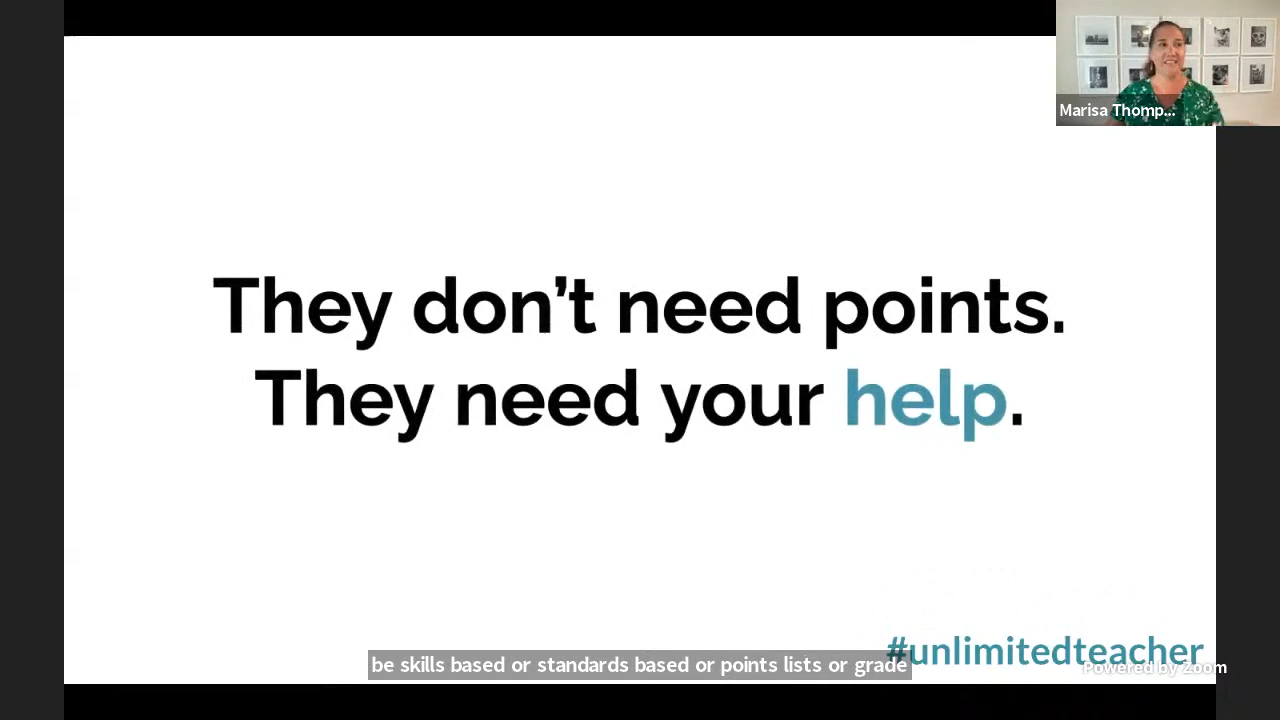 Marisa Thomp...
They don’t need points.
They need your help.
#unlimitedteacher
be skills based or standards based or points lists or grade
Powered by Zoom